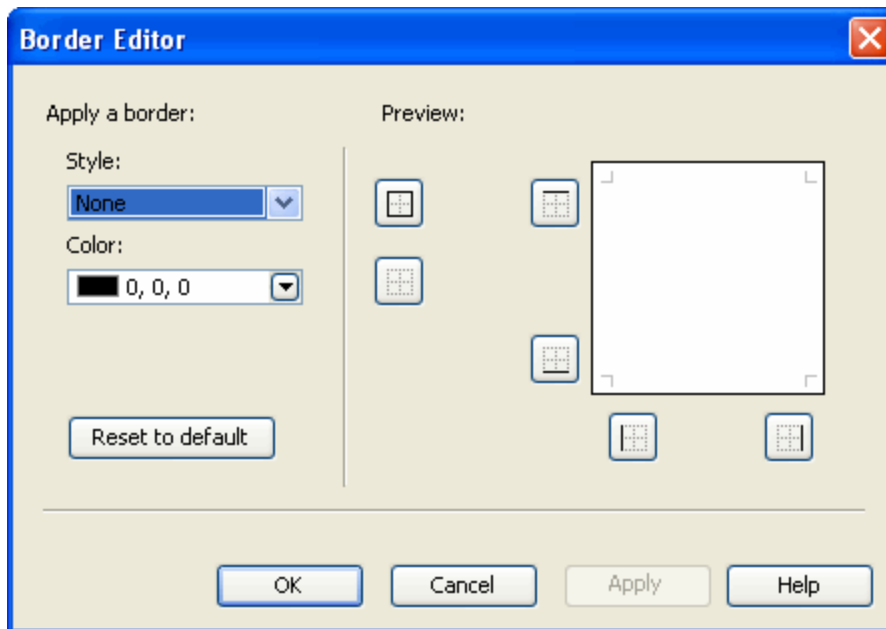 Border Editor
Apply a border:
Preview:
Style:
None
Color:
0, 0, 0
Reset to default
OK
Cancel
Apply
Help